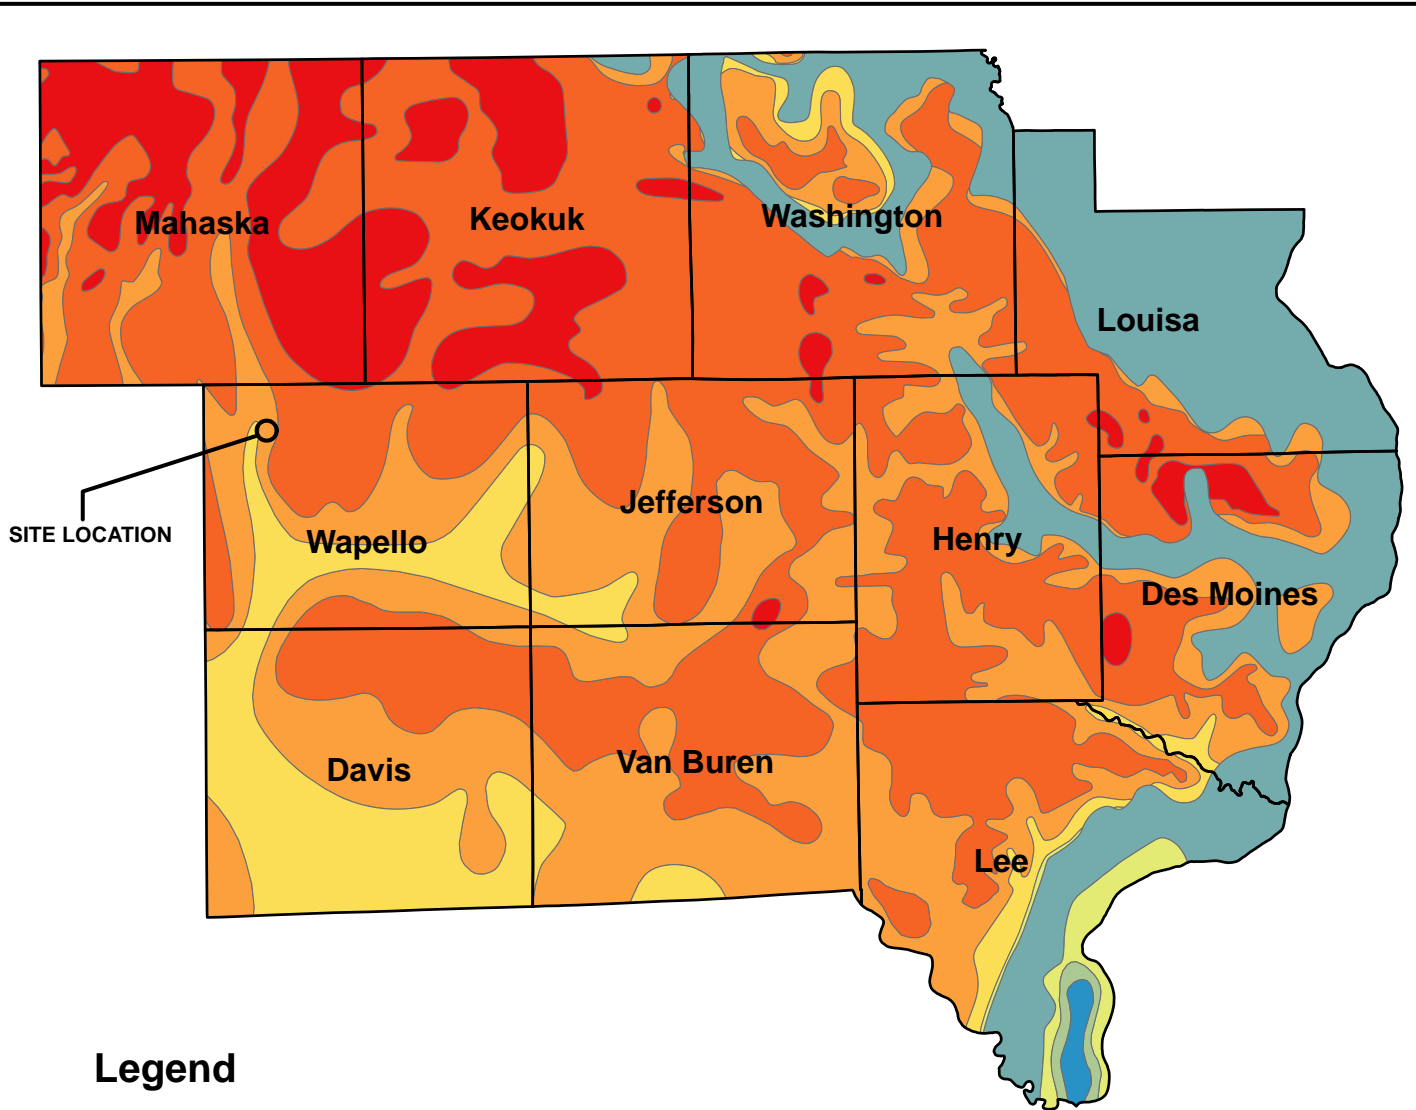 Mahaska
Keokuk
Washington
Louisa
SITE LOCATION
Wapello
Jefferson
Henry
Des Moines
Davis
Van Buren
Lee
Legend